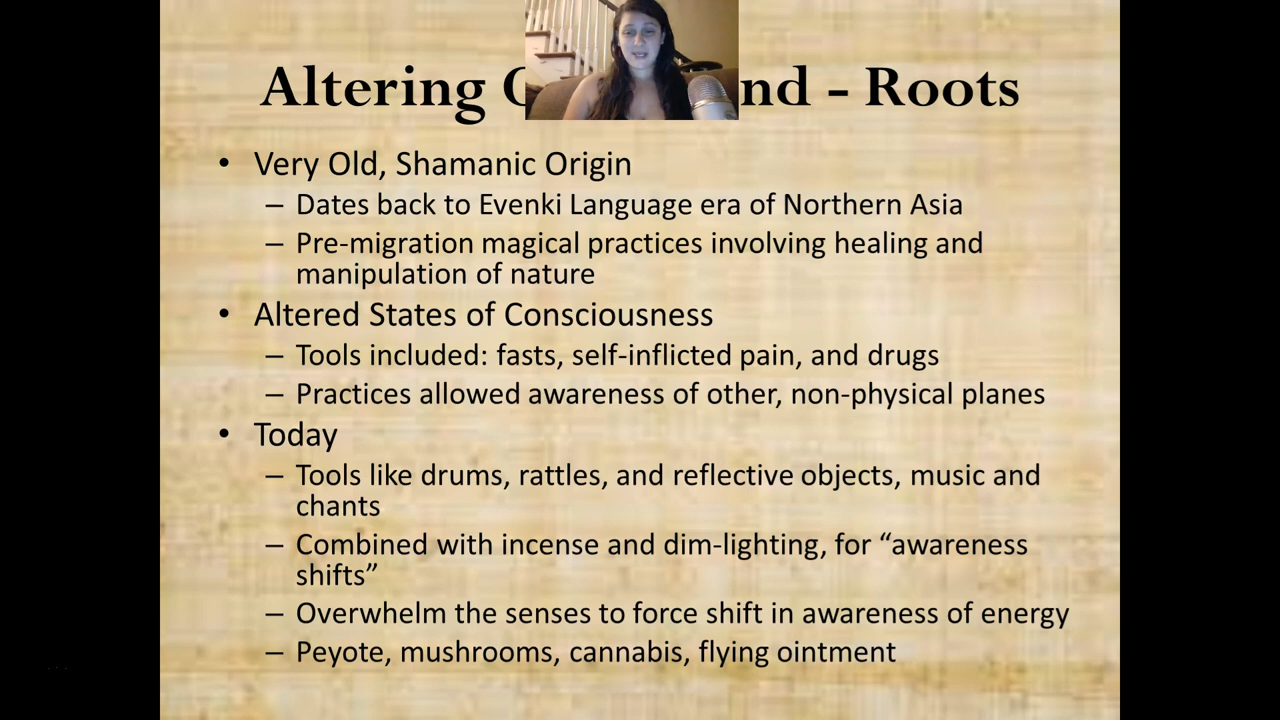 Altering nd - Roots
• Very Old, Shamanic Origin
– Dates back to Evenki Language era of Northern Asia
– Pre-migration magical practices involving healing and
manipulation of nature
• Altered States of Consciousness
– Tools included: fasts, self-inflicted pain, and drugs
– Practices allowed awareness of other, non-physical planes
• Today
– Tools like drums, rattles, and reflective objects, music and
chants
– Combined with incense and dim-lighting, for “awareness
shifts”
– Overwhelm the senses to force shift in awareness of energy
– Peyote, mushrooms, cannabis, flying ointment